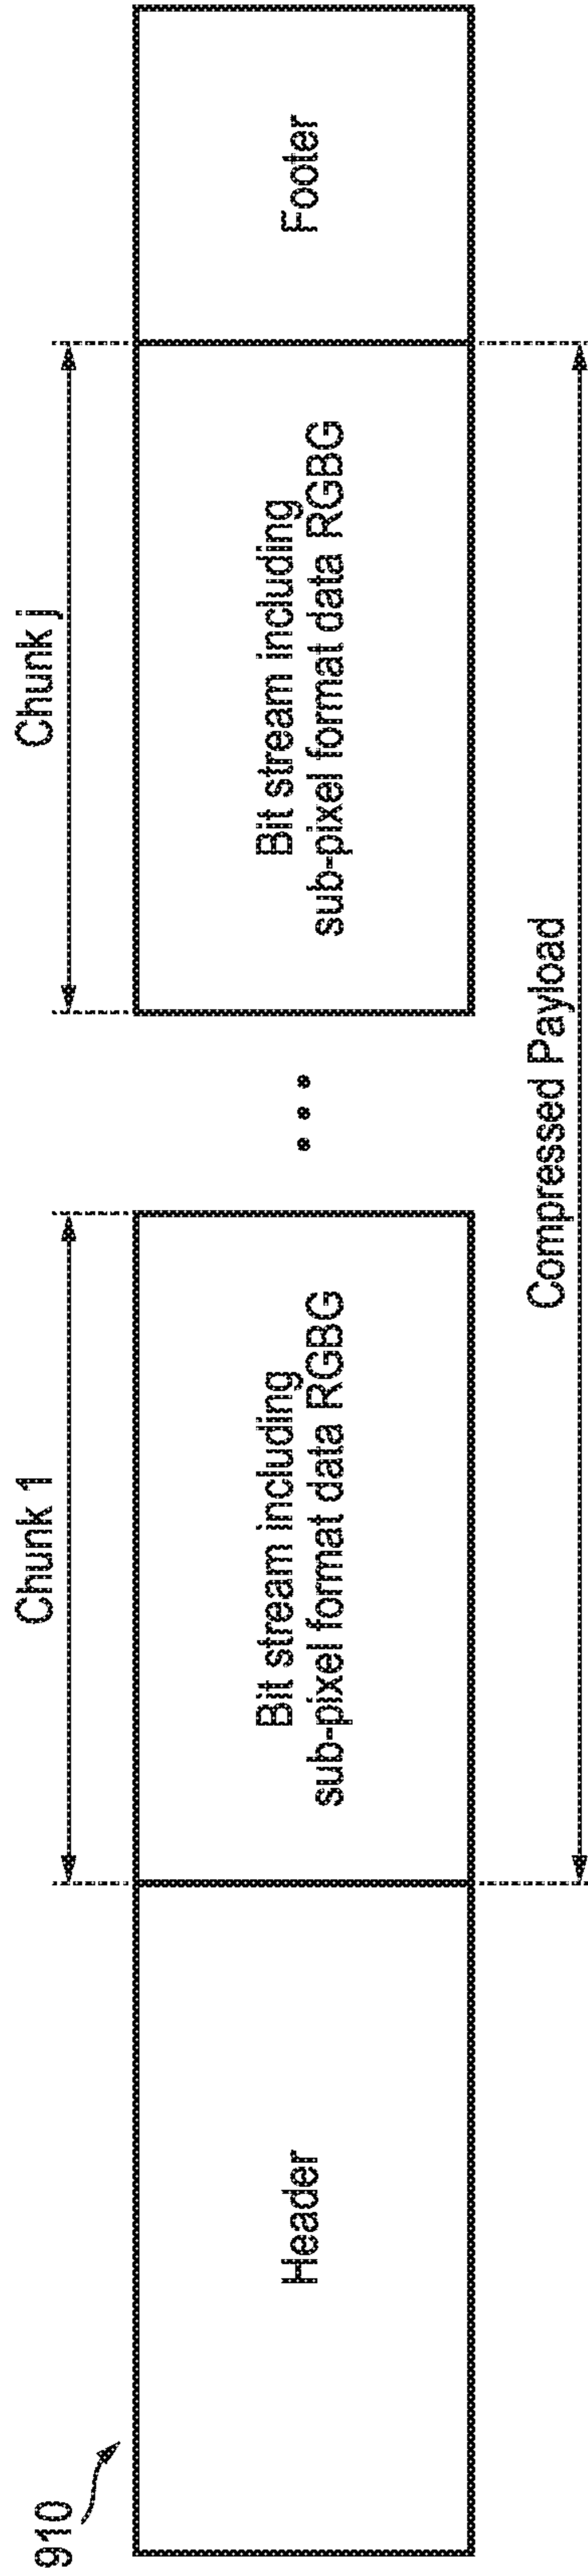 910
Chunk 1
Chunk j
Header
Bit stream including
sub-pixel format data RGBG
Bit stream including
sub-pixel format data RGBG
Footer
Compressed Payload